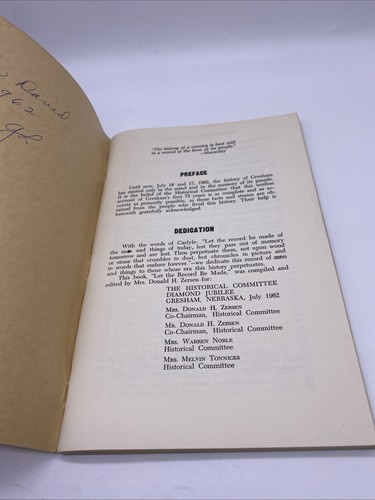 David
1962
"The history of a country is best told
in a record of the lives of its people"
—Macaulay
PREFACE
Until now, July 16 and 17, 1962, the history of Gresham
has existed only in the mind and in the memory of its people.
It is the belief of the Historical Committee that this written
account of Gresham's first 75 years is as complete and as ac-
curate as presently possible, as these facts and stories are ob-
tained from the people who lived this history. Their help is
herewith gratefully acknowledged.
DEDICATION
With the words of Carlyle: "Let the record be made of
the men and things of today, lest they pass out of memory
tomorrow and are lost. Then perpetuate them, not upon wood
or stone that crumbles to dust, but chronicles in picture and
in words that endure forever."—we dedicate this record of men
and things to those whose era this history perpetuates.
This book, "Let the Record Be Made," was compiled and
edited by Mrs. Donald H. Zersen for:
THE HISTORICAL COMMITTEE
DIAMOND JUBILEE
GRESHAM, NEBRASKA, July 1962
MRS. DONALD H. ZERSEN
Co-Chairman, Historical Committee
MR. DONALD H. ZERSEN
Co-Chairman, Historical Committee
MRS. WARREN NOBLE
Historical Committee
MRS. MELVIN TONNIGES
Historical Committee